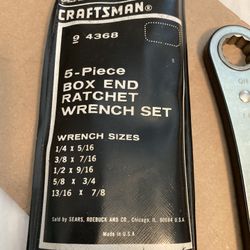 CRAFTSMAN®
9 4368
5-Piece
BOX END
RATCHET
WRENCH SET
WRENCH SIZES
1/4 x 5/16
3/8 x 7/16
1/2 x 9/16
5/8 x 3/4
13/16 x 7/8
Sold by SEARS, ROEBUCK AND CO., Chicago, IL. 60684 U.S.A.
Made in U.S.A.